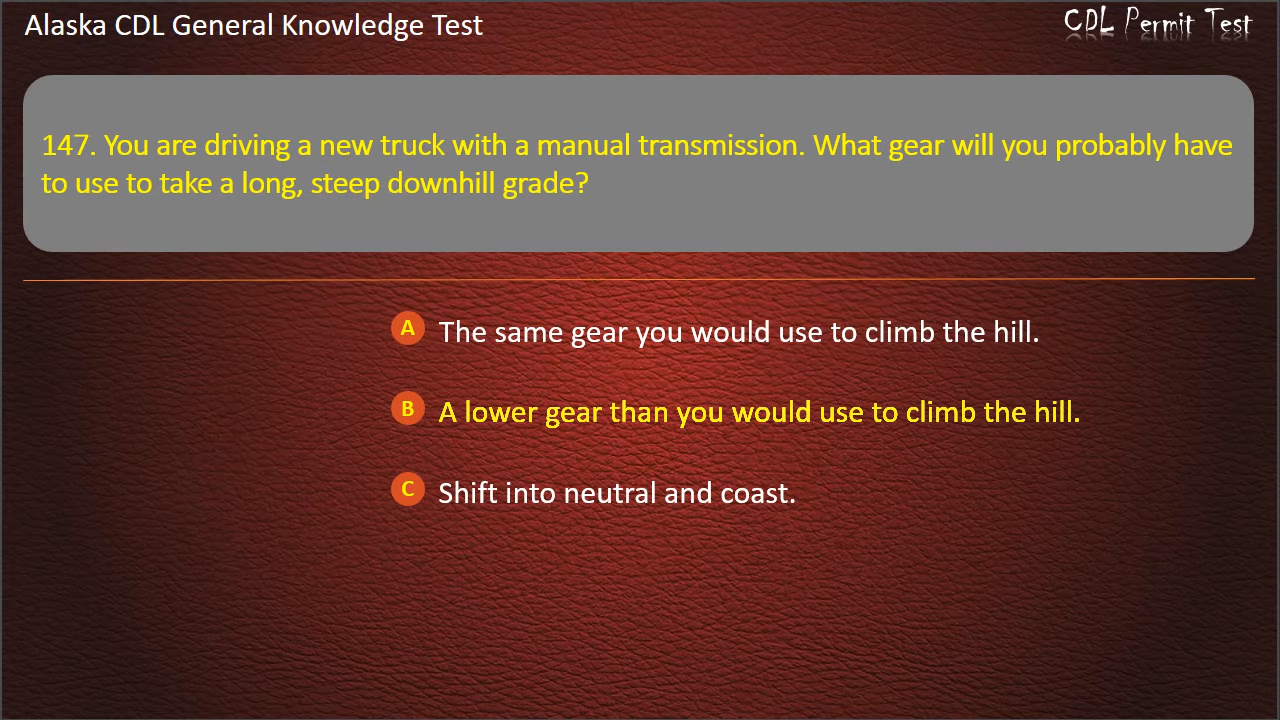 Alaska CDL General Knowledge Test
CDL Permit Test
147. You are driving a new truck with a manual transmission. What gear will you probably have
to use to take a long, steep downhill grade?
A The same gear you would use to climb the hill.
B A lower gear than you would use to climb the hill.
C Shift into neutral and coast.